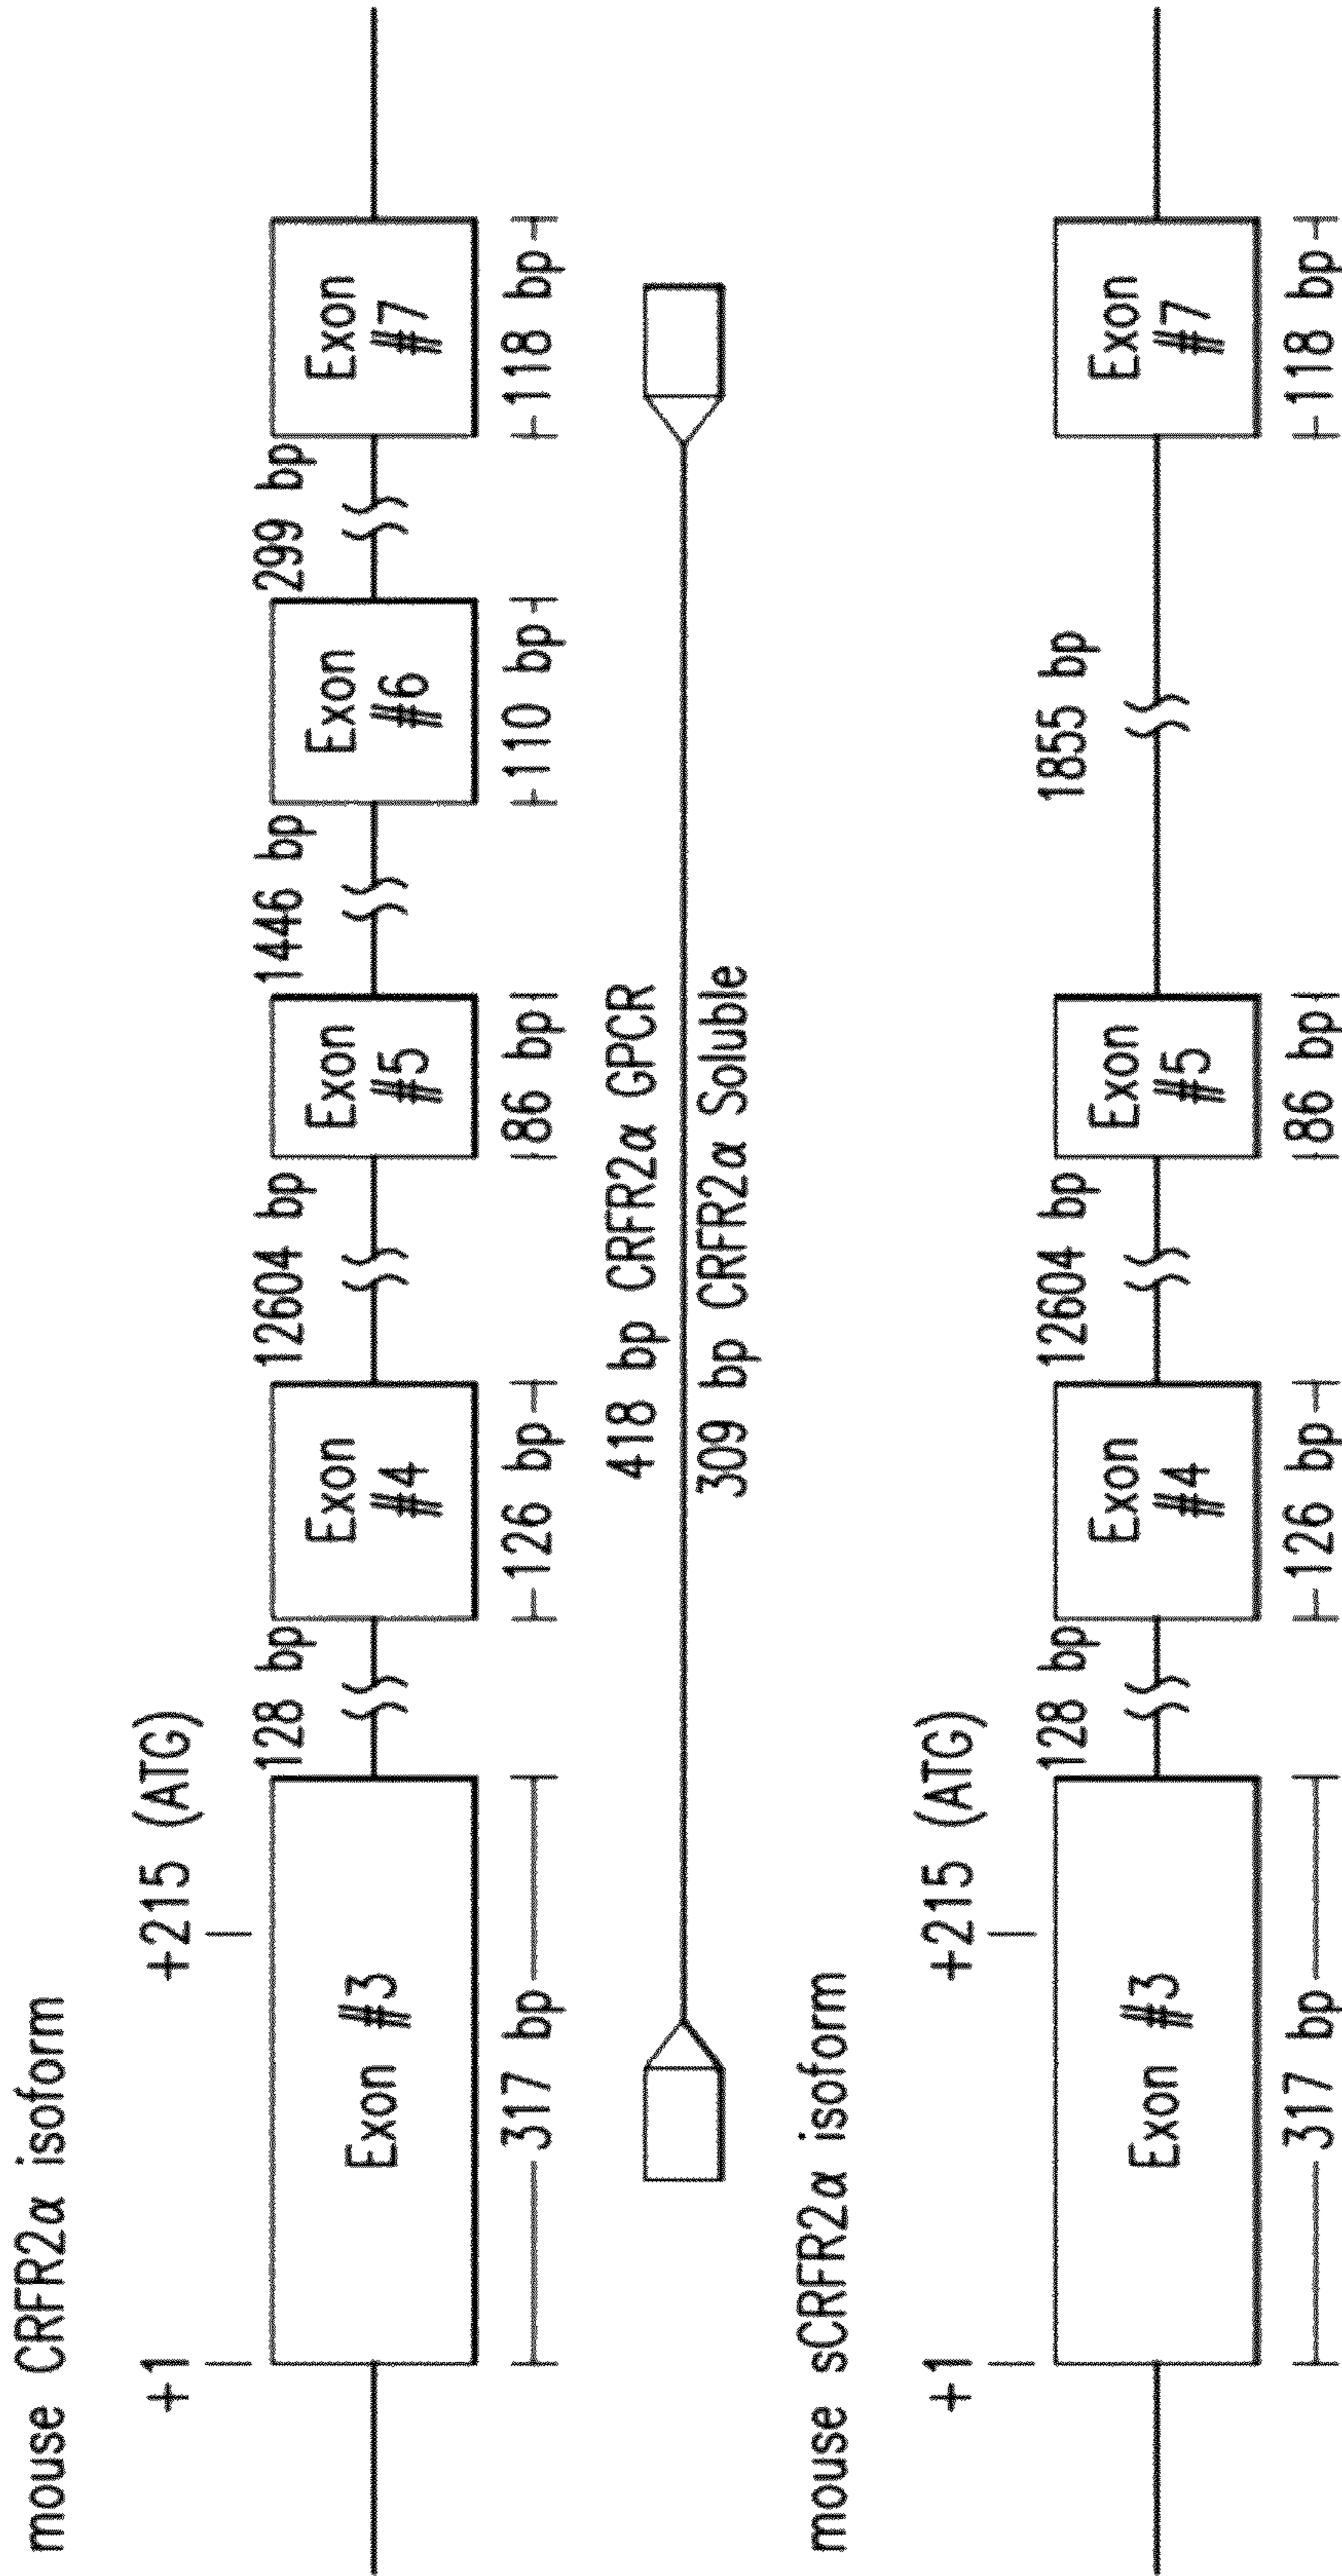 mouse CRFR2α isoform
+1
+215 (ATG)
128 bp
12604 bp
1446 bp
299 bp
Exon #3
Exon
#4
Exon
#5
Exon
#6
Exon
#7
317 bp
126 bp
86 bp
110 bp
118 bp
418 bp CRFR2α GPCR
309 bp CRFR2α Soluble
mouse sCRFR2α isoform
+1
+215 (ATG)
128 bp
12604 bp
1855 bp
Exon #3
Exon
#4
Exon
#5
Exon
#7
317 bp
126 bp
86 bp
118 bp